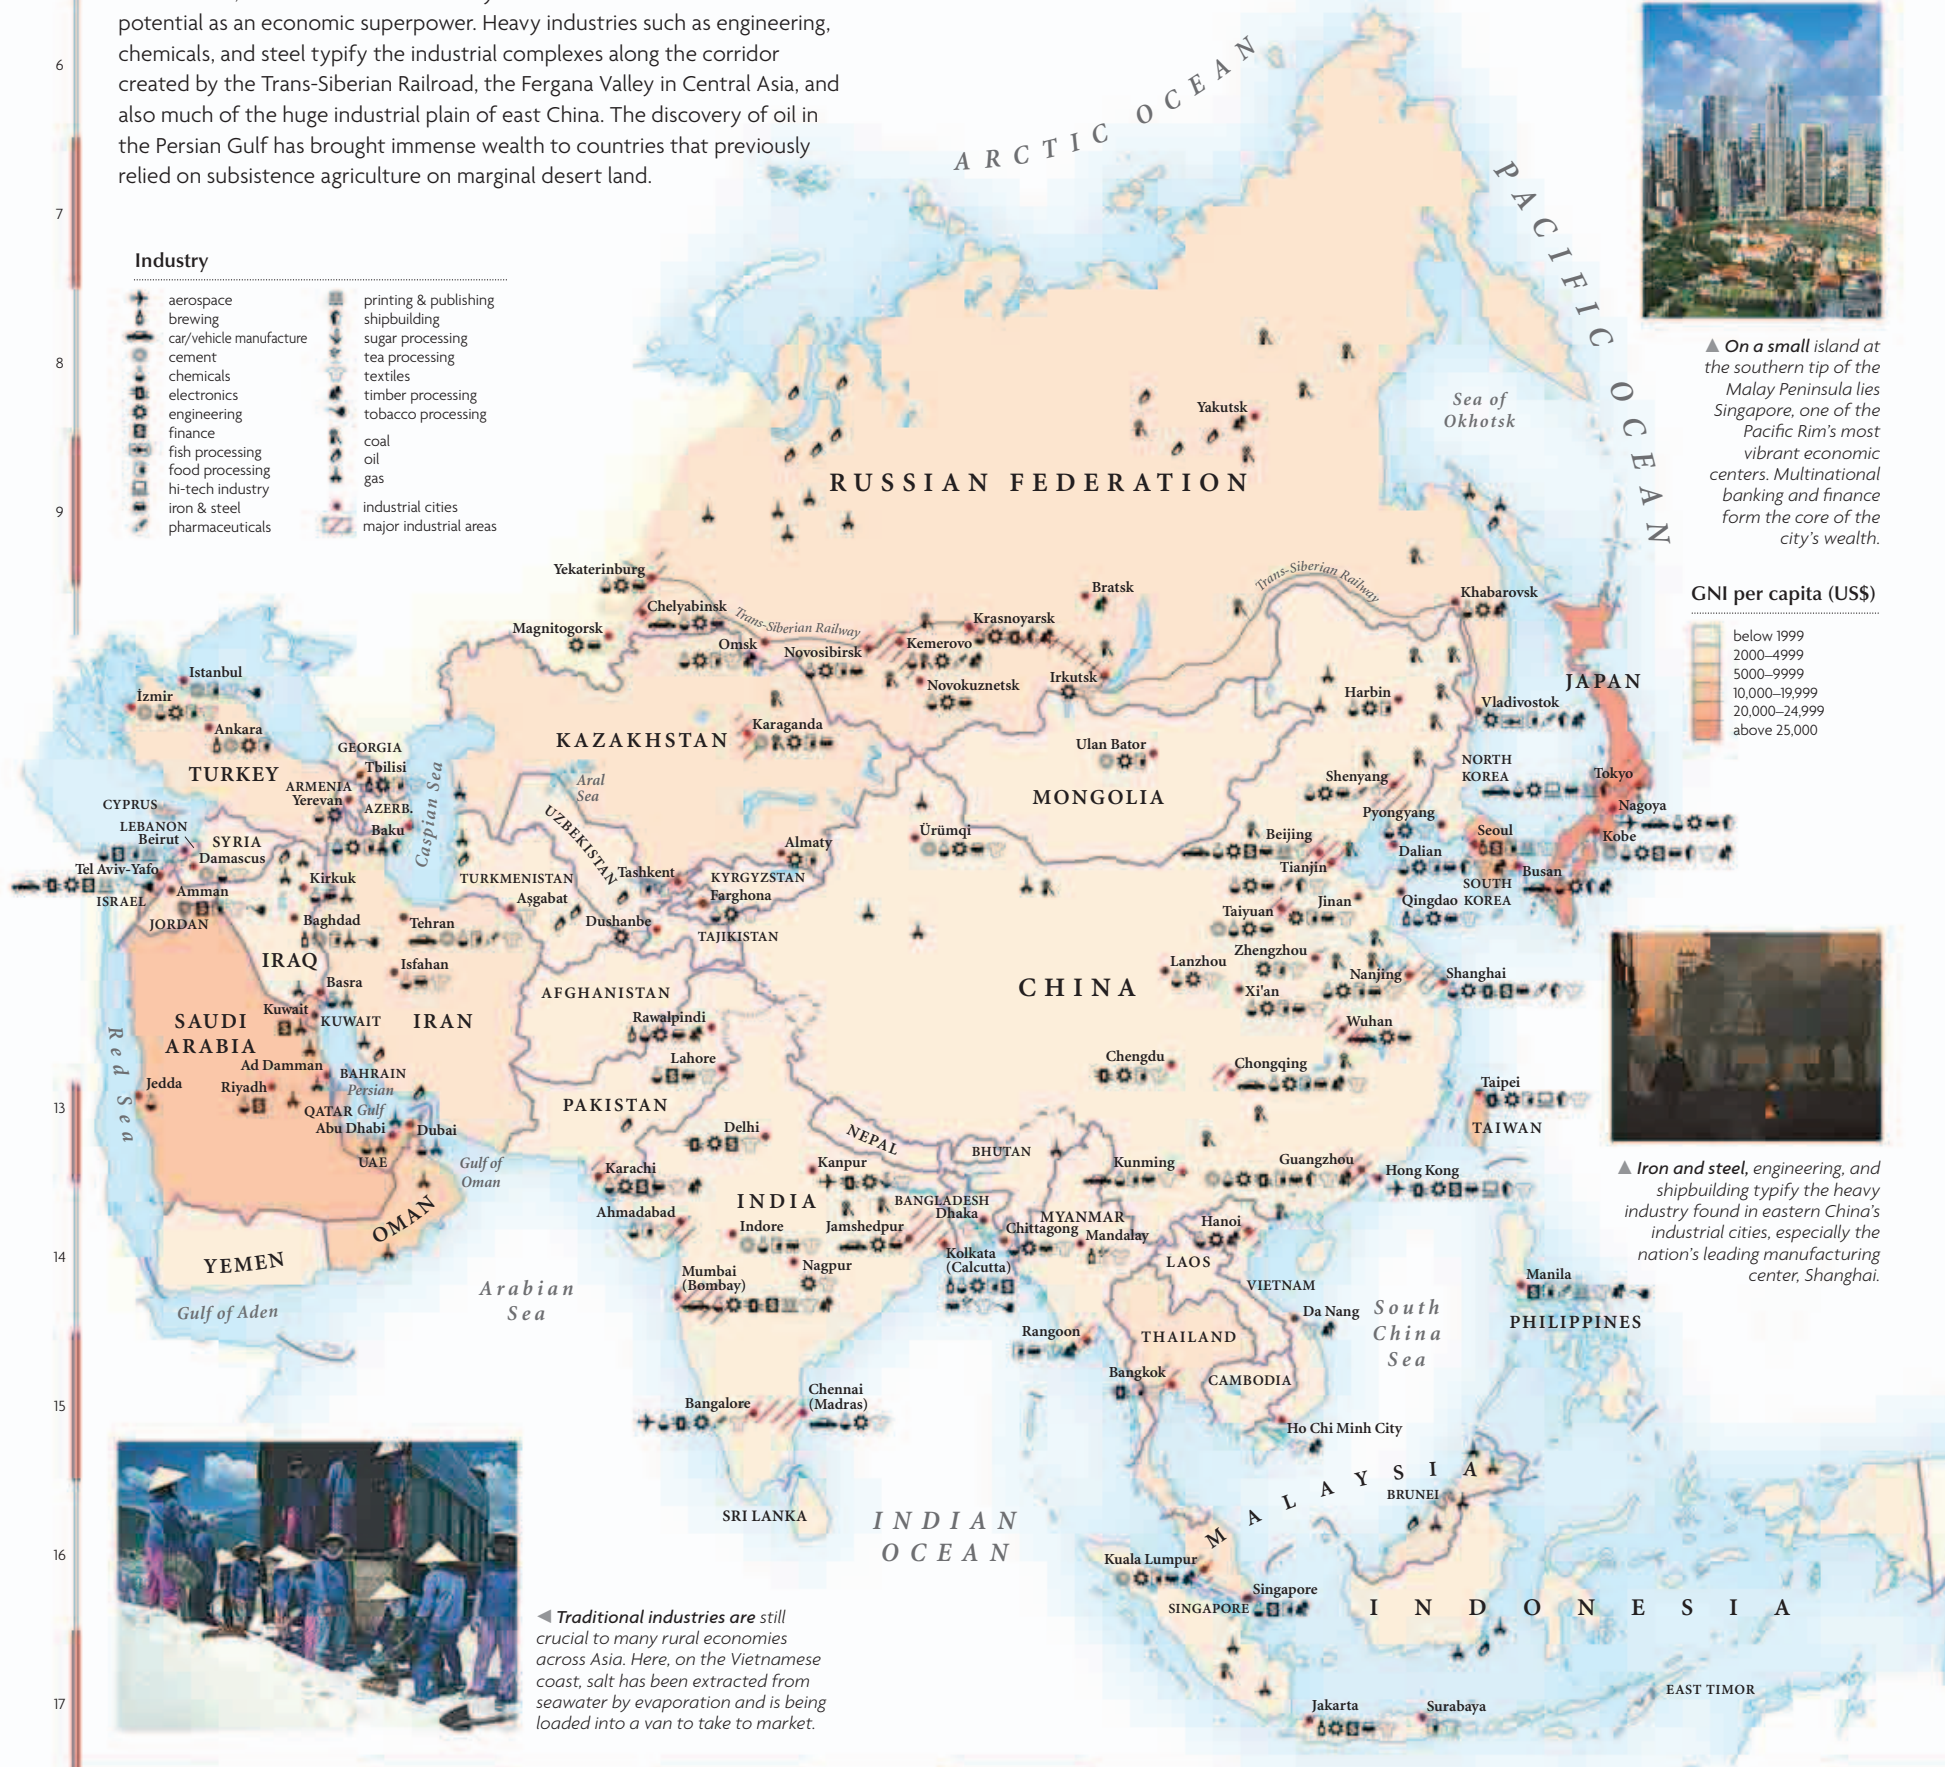 potential as an economic superpower. Heavy industries such as engineering,
chemicals, and steel typify the industrial complexes along the corridor
created by the Trans-Siberian Railroad, the Fergana Valley in Central Asia, and
also much of the huge industrial plain of east China. The discovery of oil in
the Persian Gulf has brought immense wealth to countries that previously
relied on subsistence agriculture on marginal desert land.
6
7
8
9
13
14
15
16
17
Industry
aerospace
brewing
car/vehicle manufacture
cement
chemicals
electronics
engineering
finance
fish processing
food processing
hi-tech industry
iron & steel
pharmaceuticals
printing & publishing
shipbuilding
sugar processing
tea processing
textiles
timber processing
tobacco processing
coal
oil
gas
industrial cities
major industrial areas
▲ On a small island at
the southern tip of the
Malay Peninsula lies
Singapore, one of the
Pacific Rim's most
vibrant economic
centers. Multinational
banking and finance
form the core of the
city's wealth.
GNI per capita (US$)
below 1999
2000–4999
5000–9999
10,000–19,999
20,000–24,999
above 25,000
ARCTIC OCEAN
PACIFIC OCEAN
Sea of
Okhotsk
Yakutsk
RUSSIAN FEDERATION
Yekaterinburg
Chelyabinsk
Magnitogorsk
Trans-Siberian Railway
Omsk
Novosibirsk
Kemerovo
Krasnoyarsk
Novokuznetsk
Bratsk
Irkutsk
Trans-Siberian Railway
Khabarovsk
Vladivostok
Harbin
JAPAN
Tokyo
Nagoya
Kobe
NORTH
KOREA
Pyongyang
Seoul
Busan
SOUTH
KOREA
Istanbul
İzmir
Ankara
TURKEY
GEORGIA
Tbilisi
ARMENIA
Yerevan
AZERB.
Baku
Caspian Sea
CYPRUS
LEBANON
Beirut
SYRIA
Damascus
Tel Aviv-Yafo
ISRAEL
Amman
JORDAN
Kirkuk
Baghdad
IRAQ
Basra
Kuwait
KUWAIT
Tehran
Isfahan
IRAN
SAUDI
ARABIA
Red Sea
Jedda
Riyadh
Ad Damman
BAHRAIN
Persian
Gulf
QATAR
Abu Dhabi
Dubai
UAE
Gulf of
Oman
OMAN
YEMEN
Gulf of Aden
Arabian
Sea
KAZAKHSTAN
Karaganda
Aral
Sea
UZBEKISTAN
Almaty
Tashkent
KYRGYZSTAN
Farghona
TURKMENISTAN
Aşgabat
Dushanbe
TAJIKISTAN
AFGHANISTAN
Rawalpindi
Lahore
PAKISTAN
Karachi
MONGOLIA
Ulan Bator
Ürümqi
CHINA
Shenyang
Beijing
Tianjin
Dalian
Taiyuan
Jinan
Qingdao
Zhengzhou
Lanzhou
Xi'an
Nanjing
Shanghai
Wuhan
Chengdu
Chongqing
Kunming
Guangzhou
Hong Kong
Taipei
TAIWAN
Delhi
NEPAL
BHUTAN
Kanpur
INDIA
Ahmadabad
Indore
Jamshedpur
BANGLADESH
Dhaka
Chittagong
Kolkata
(Calcutta)
Nagpur
Mumbai
(Bombay)
Bangalore
Chennai
(Madras)
SRI LANKA
INDIAN
OCEAN
MYANMAR
Mandalay
Rangoon
Hanoi
LAOS
VIETNAM
THAILAND
Bangkok
CAMBODIA
Da Nang
Ho Chi Minh City
South
China
Sea
Manila
PHILIPPINES
MALAYSIA
BRUNEI
Kuala Lumpur
Singapore
SINGAPORE
INDONESIA
Jakarta
Surabaya
EAST TIMOR
▲ Iron and steel, engineering, and
shipbuilding typify the heavy
industry found in eastern China's
industrial cities, especially the
nation's leading manufacturing
center, Shanghai.
◀ Traditional industries are still
crucial to many rural economies
across Asia. Here, on the Vietnamese
coast, salt has been extracted from
seawater by evaporation and is being
loaded into a van to take to market.